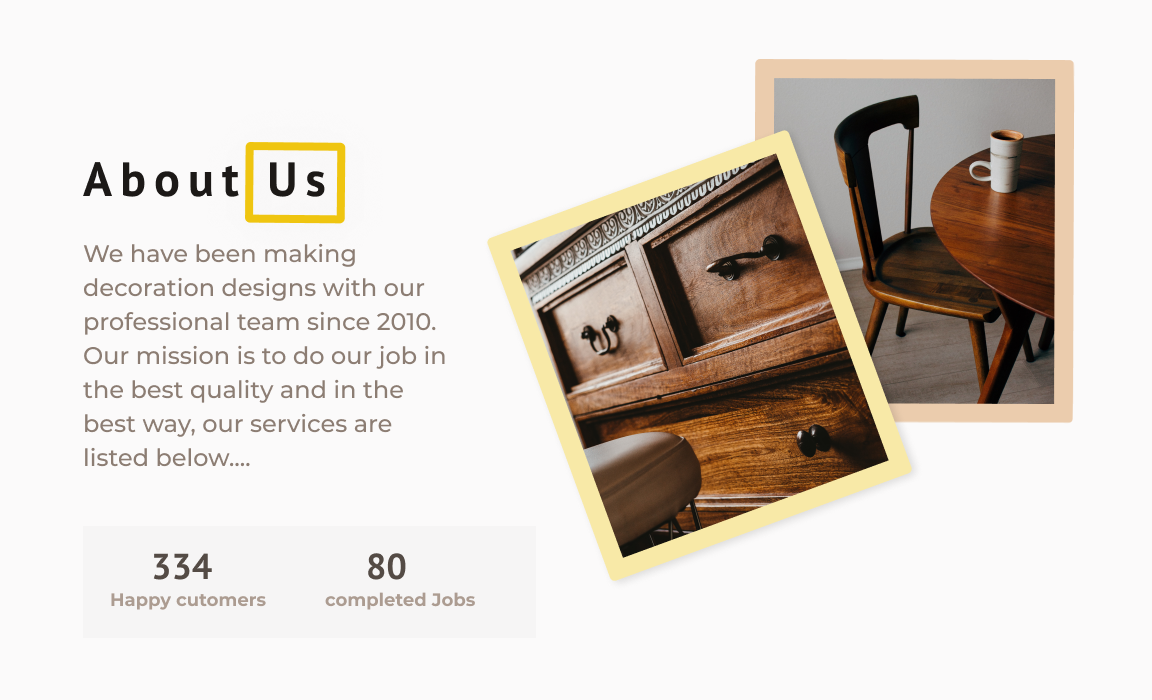 About Us
We have been making
decoration designs with our
professional team since 2010.
Our mission is to do our job in
the best quality and in the
best way, our services are
listed below....
334 80
Happy cutomers completed Jobs